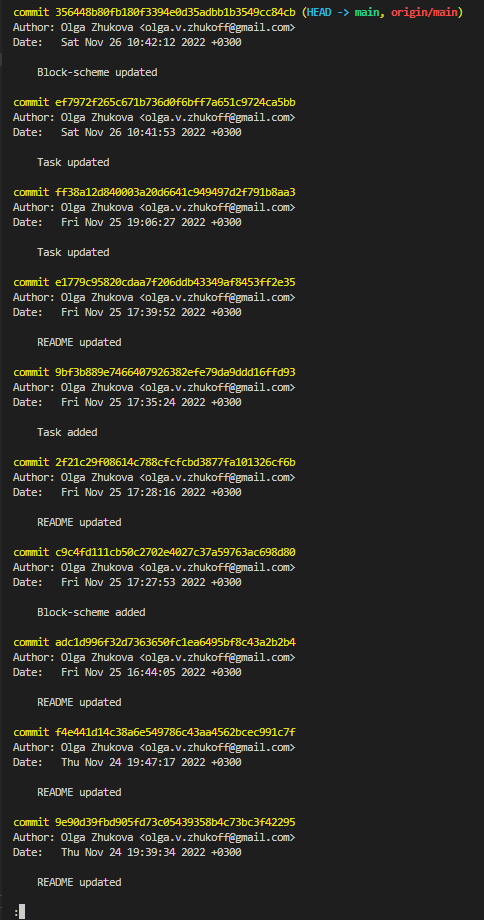 commit 356448b80fb180f3394e0d35adbb1b3549cc84cb (HEAD -> main, origin/main)
Author: Olga Zhukova <olga.v.zhukoff@gmail.com>
Date:   Sat Nov 26 10:42:12 2022 +0300
Block-scheme updated
commit ef7972f265c671b736d0f6bff7a651c9724ca5bb
Author: Olga Zhukova <olga.v.zhukoff@gmail.com>
Date:   Sat Nov 26 10:41:53 2022 +0300
Task updated
commit ff38a12d840003a20d6641c949497d2f791b8aa3
Author: Olga Zhukova <olga.v.zhukoff@gmail.com>
Date:   Fri Nov 25 19:06:27 2022 +0300
Task updated
commit e1779c95820cdaa7f206ddb43349af8453ff2e35
Author: Olga Zhukova <olga.v.zhukoff@gmail.com>
Date:   Fri Nov 25 17:39:52 2022 +0300
README updated
commit 9bf3b889e7466407926382efe79da9ddd16ffd93
Author: Olga Zhukova <olga.v.zhukoff@gmail.com>
Date:   Fri Nov 25 17:35:24 2022 +0300
Task added
commit 2f21c29f08614c788cfcfcbd3877fa101326cf6b
Author: Olga Zhukova <olga.v.zhukoff@gmail.com>
Date:   Fri Nov 25 17:28:16 2022 +0300
README updated
commit c9c4fd111cb50c2702e4027c37a59763ac698d80
Author: Olga Zhukova <olga.v.zhukoff@gmail.com>
Date:   Fri Nov 25 17:27:53 2022 +0300
Block-scheme added
commit adc1d996f32d7363650fc1ea6495bf8c43a2b2b4
Author: Olga Zhukova <olga.v.zhukoff@gmail.com>
Date:   Fri Nov 25 16:44:05 2022 +0300
README updated
commit f4e441d14c38a6e549786c43aa4562bcec991c7f
Author: Olga Zhukova <olga.v.zhukoff@gmail.com>
Date:   Thu Nov 24 19:47:17 2022 +0300
README updated
commit 9e90d39fbd905fd73c05439358b4c73bc3f42295
Author: Olga Zhukova <olga.v.zhukoff@gmail.com>
Date:   Thu Nov 24 19:39:34 2022 +0300
README updated
: